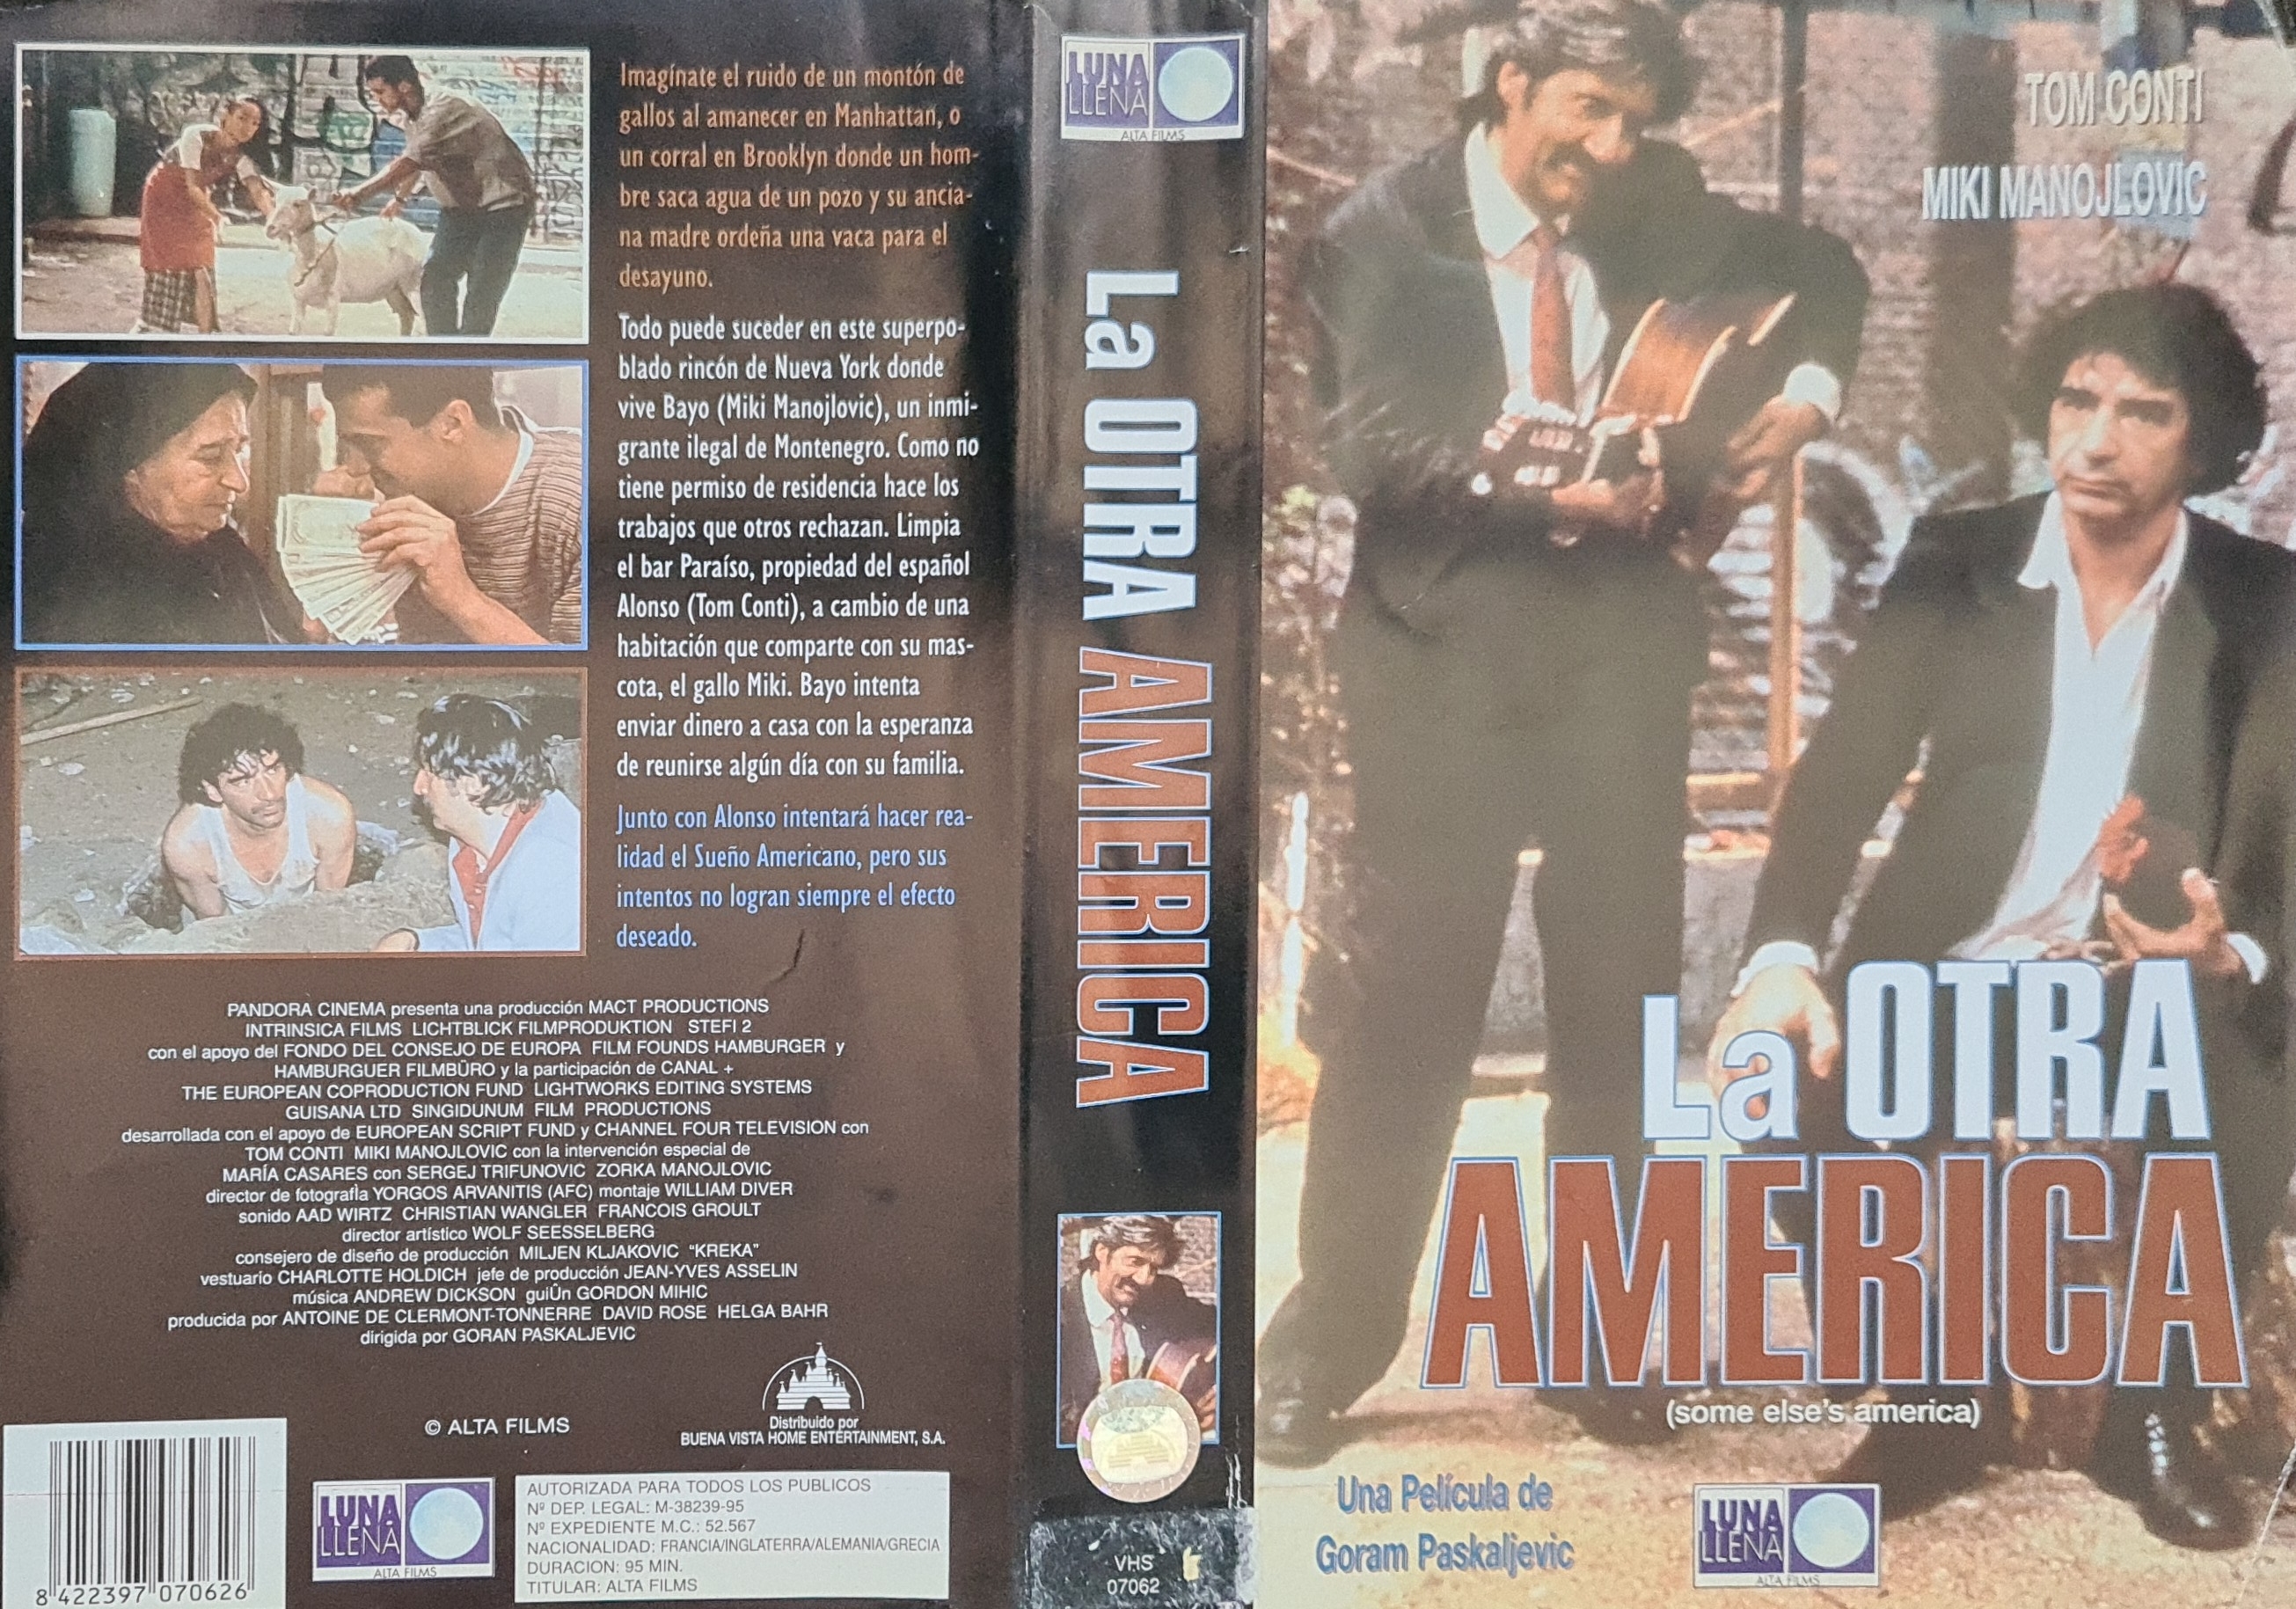 Imagínate el ruido de un montón de
gallos al amanecer en Manhattan, o
un corral en Brooklyn donde un hom-
bre saca agua de un pozo y su ancia-
na madre ordeña una vaca para el
desayuno.
Todo puede suceder en este superpo-
blado rincón de Nueva York donde
vive Bayo (Miki Manojlovic), un inmi-
grante ilegal de Montenegro. Como no
tiene permiso de residencia hace los
trabajos que otros rechazan. Limpia
el bar Paraíso, propiedad del español
Alonso (Tom Conti), a cambio de una
habitación que comparte con su mas-
cota, el gallo Miki. Bayo intenta
enviar dinero a casa con la esperanza
de reunirse algún día con su familia.
Junto con Alonso intentará hacer rea-
lidad el Sueño Americano, pero sus
intentos no logran siempre el efecto
deseado.
PANDORA CINEMA presenta una producción MACT PRODUCTIONS
INTRINSICA FILMS LICHTBLICK FILMPRODUKTION STEFI 2
con el apoyo del FONDO DEL CONSEJO DE EUROPA FILM FOUNDS HAMBURGER y
HAMBURGUER FILMBÜRO y la participación de CANAL +
THE EUROPEAN COPRODUCTION FUND LIGHTWORKS EDITING SYSTEMS
GUISANA LTD SINGIDUNUM FILM PRODUCTIONS
desarrollada con el apoyo de EUROPEAN SCRIPT FUND y CHANNEL FOUR TELEVISION con
TOM CONTI MIKI MANOJLOVIC con la intervención especial de
MARÍA CASARES con SERGEJ TRIFUNOVIC ZORKA MANOJLOVIC
director de fotografía YORGOS ARVANITIS (AFC) montaje WILLIAM DIVER
sonido AAD WIRTZ CHRISTIAN WANGLER FRANCOIS GROULT
director artístico WOLF SEESSELBERG
consejero de diseño de producción MILJEN KLJAKOVIC “KREKA”
vestuario CHARLOTTE HOLDICH jefe de producción JEAN-YVES ASSELIN
música ANDREW DICKSON guiÛn GORDON MIHIC
producida por ANTOINE DE CLERMONT-TONNERRE DAVID ROSE HELGA BAHR
dirigida por GORAN PASKALJEVIC
© ALTA FILMS
Distribuido por
BUENA VISTA HOME ENTERTAINMENT, S.A.
8 422397 070626
LUNA
LLENA
ALTA FILMS
AUTORIZADA PARA TODOS LOS PUBLICOS
Nº DEP. LEGAL: M-38239-95
Nº EXPEDIENTE M.C.: 52.567
NACIONALIDAD: FRANCIA/INGLATERRA/ALEMANIA/GRECIA
DURACION: 95 MIN.
TITULAR: ALTA FILMS
LUNA
LLENA
ALTA FILMS
La OTRA AMERICA
VHS
07062
TOM CONTI
MIKI MANOJLOVIC
La OTRA
AMERICA
(some else's america)
Una Película de
Goram Paskaljevic
LUNA
LLENA
ALTA FILMS